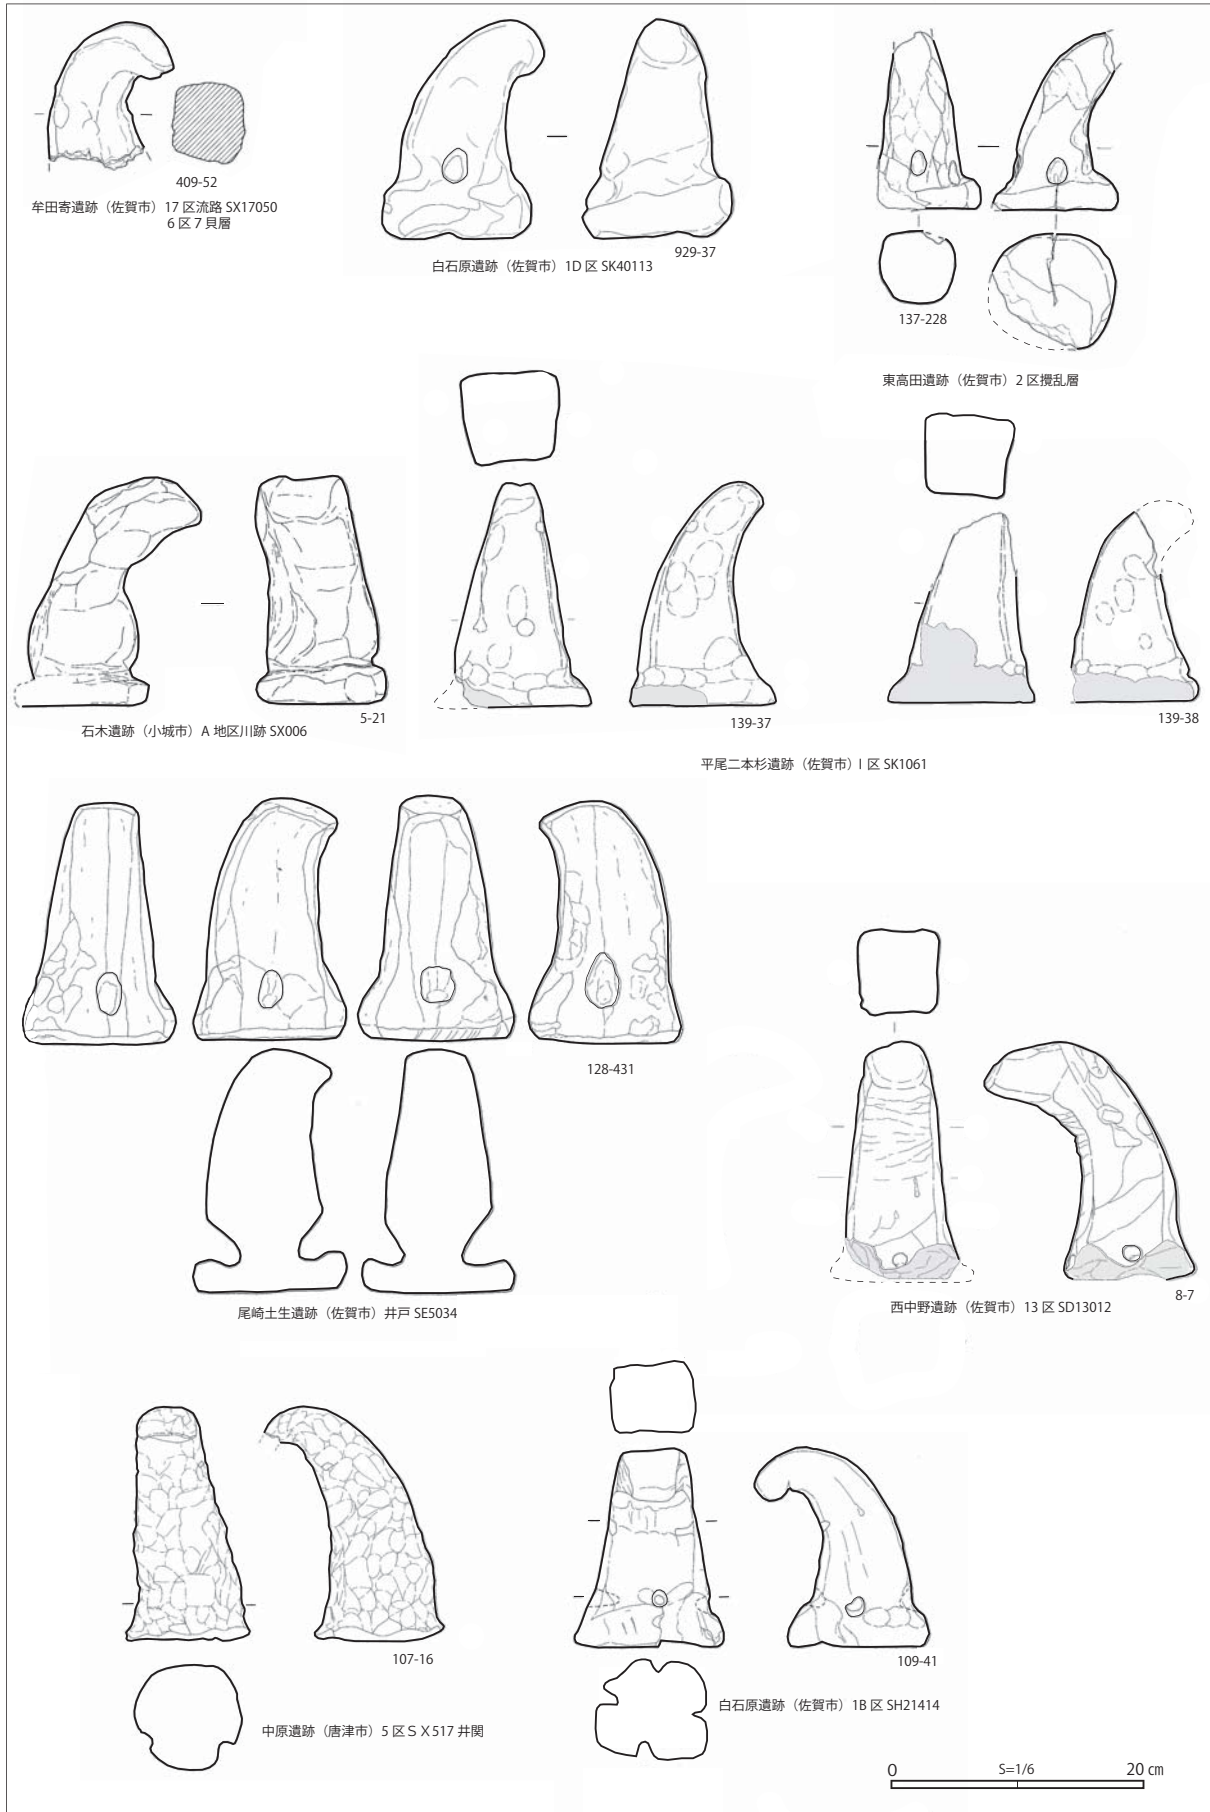 409-52
牟田寄遺跡（佐賀市）17 区流路 SX17050
6 区 7 貝層
929-37
白石原遺跡（佐賀市）1D 区 SK40113
137-228
東高田遺跡（佐賀市）2 区攪乱層
5-21
石木遺跡（小城市）A 地区川跡 SX006
139-37
139-38
平尾二本杉遺跡（佐賀市）I 区 SK1061
128-431
尾崎土生遺跡（佐賀市）井戸 SE5034
8-7
西中野遺跡（佐賀市）13 区 SD13012
107-16
中原遺跡（唐津市）5 区ＳＸ517 井関
109-41
白石原遺跡（佐賀市）1B 区 SH21414
0 S=1/6 20 ㎝